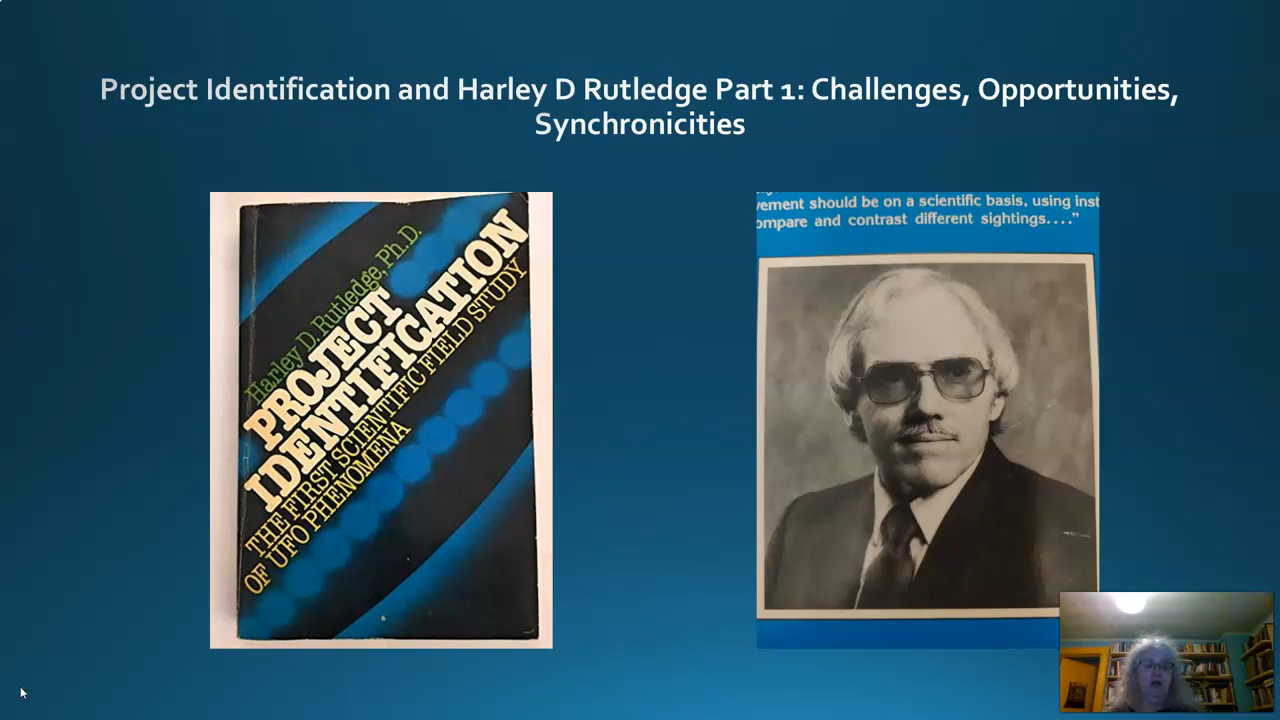 Project Identification and Harley D Rutledge Part 1: Challenges, Opportunities,
Synchronicities
Harley D. Rutledge, Ph.D.
PROJECT
IDENTIFICATION
THE FIRST SCIENTIFIC FIELD STUDY
OF UFO PHENOMENA
vement should be on a scientific basis, using inst
ompare and contrast different sightings...."